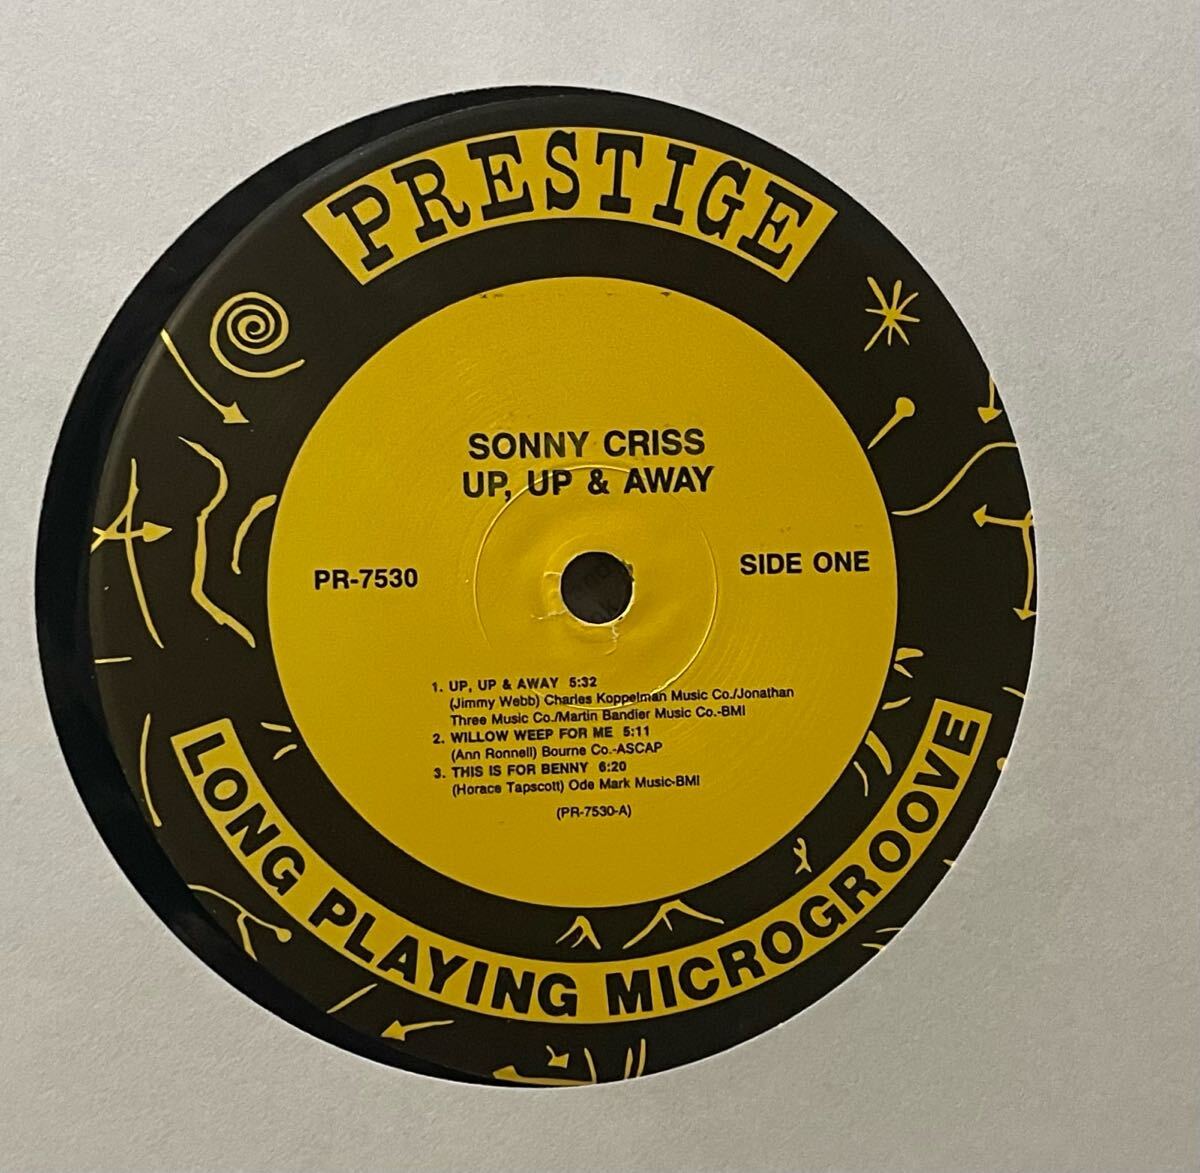 PRESTIGE
SONNY CRISS
UP, UP & AWAY
PR-7530
SIDE ONE
1. UP, UP & AWAY 5:32
(Jimmy Webb) Charles Koppelman Music Co./Jonathan
Three Music Co./Martin Bandier Music Co.-BMI
2. WILLOW WEEP FOR ME 5:11
(Ann Ronnell) Bourne Co.-ASCAP
3. THIS IS FOR BENNY 6:20
(Horace Tapscott) Ode Mark Music-BMI
(PR-7530-A)
LONG PLAYING MICROGROOVE